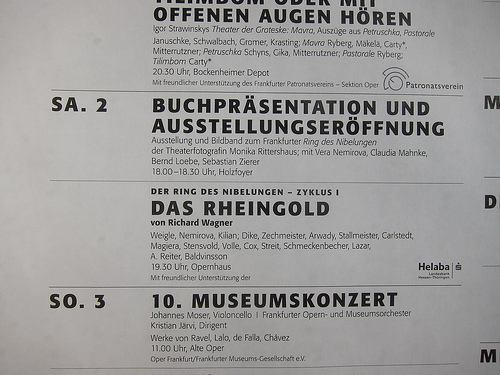 OFFENEN AUGEN HÖREN
Igor Strawinskys Theater der Groteske: Mavra, Auszüge aus Petruschka, Pastorale
Januschke, Schwalbach, Gromer, Krasting; Mavra Ryberg, Mäkelä, Carty*,
Mitterrutzner; Petruschka Schyns, Gika, Mitterrutzner; Pastorale Ryberg;
Tilimbom Carty*
20.30 Uhr, Bockenheimer Depot
Mit freundlicher Unterstützung des Frankfurter Patronatsvereins – Sektion Oper
Patronatsverein
SA. 2
BUCHPRÄSENTATION UND
AUSSTELLUNGSERÖFFNUNG
Ausstellung und Bildband zum Frankfurter Ring des Nibelungen
der Theaterfotografin Monika Rittershaus; mit Vera Nemirova, Claudia Mahnke,
Bernd Loebe, Sebastian Zierer
18.00–18.30 Uhr, Holzfoyer
DER RING DES NIBELUNGEN – ZYKLUS I
DAS RHEINGOLD
von Richard Wagner
Weigle, Nemirova, Kilian; Dike, Zechmeister, Arwady, Stallmeister, Carlstedt,
Magiera, Stensvold, Volle, Cox, Streit, Schmeckenbecher, Lazar,
A. Reiter, Baldvinsson
19.30 Uhr, Opernhaus
Mit freundlicher Unterstützung der
Helaba
Landesbank
Hessen-Thüringen
SO. 3
10. MUSEUMSKONZERT
Johannes Moser, Violoncello I Frankfurter Opern- und Museumsorchester
Kristian Järvi, Dirigent
Werke von Ravel, Lalo, de Falla, Chávez
11.00 Uhr, Alte Oper
Oper Frankfurt/Frankfurter Museums-Gesellschaft e.V.